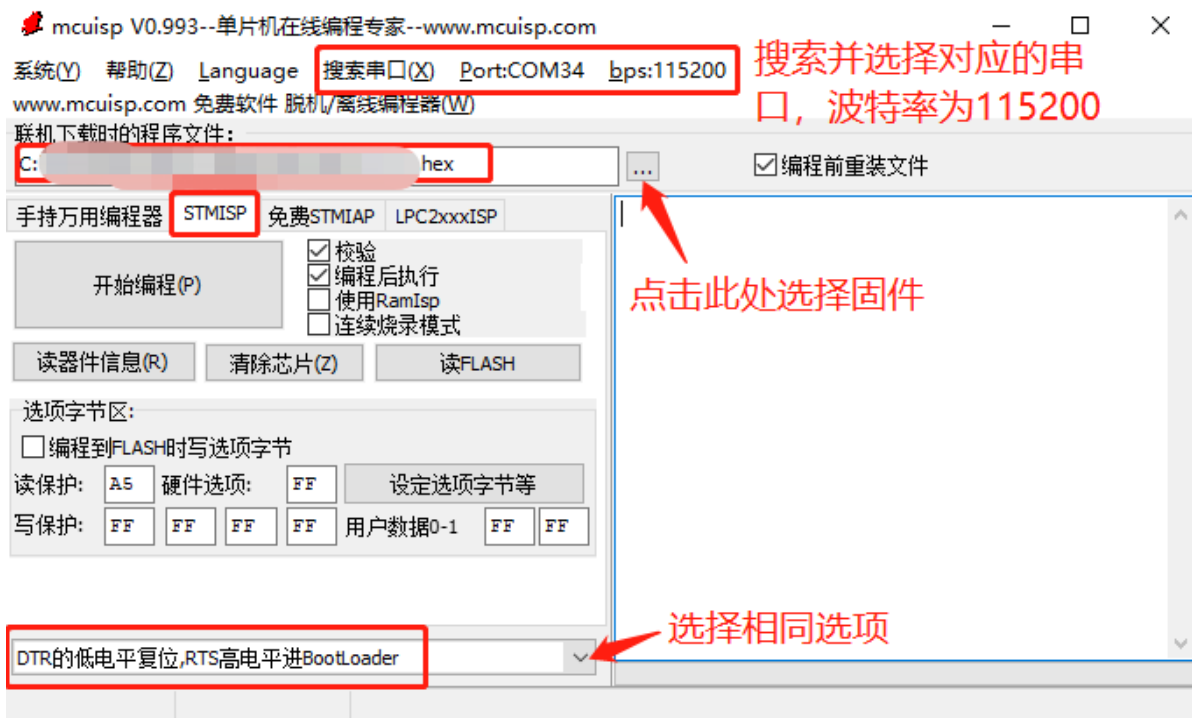 mcuisp V0.993--单片机在线编程专家--www.mcuisp.com
系统(Y) 帮助(Z) Language 搜索串口(X) Port:COM34 bps:115200
搜索并选择对应的串
口，波特率为115200
www.mcuisp.com 免费软件 脱机/离线编程器(W)
联机下载时的程序文件:
C: hex
...
编程前重装文件
手持万用编程器 STMISP 免费STMIAP LPC2xxxISP
点击此处选择固件
开始编程(P)
校验
编程后执行
使用RamIsp
连续烧录模式
读器件信息(R) 清除芯片(Z) 读FLASH
选项字节区:
编程到FLASH时写选项字节
读保护: A5 硬件选项: FF 设定选项字节等
写保护: FF FF FF FF 用户数据0-1 FF FF
选择相同选项
DTR的低电平复位,RTS高电平进BootLoader